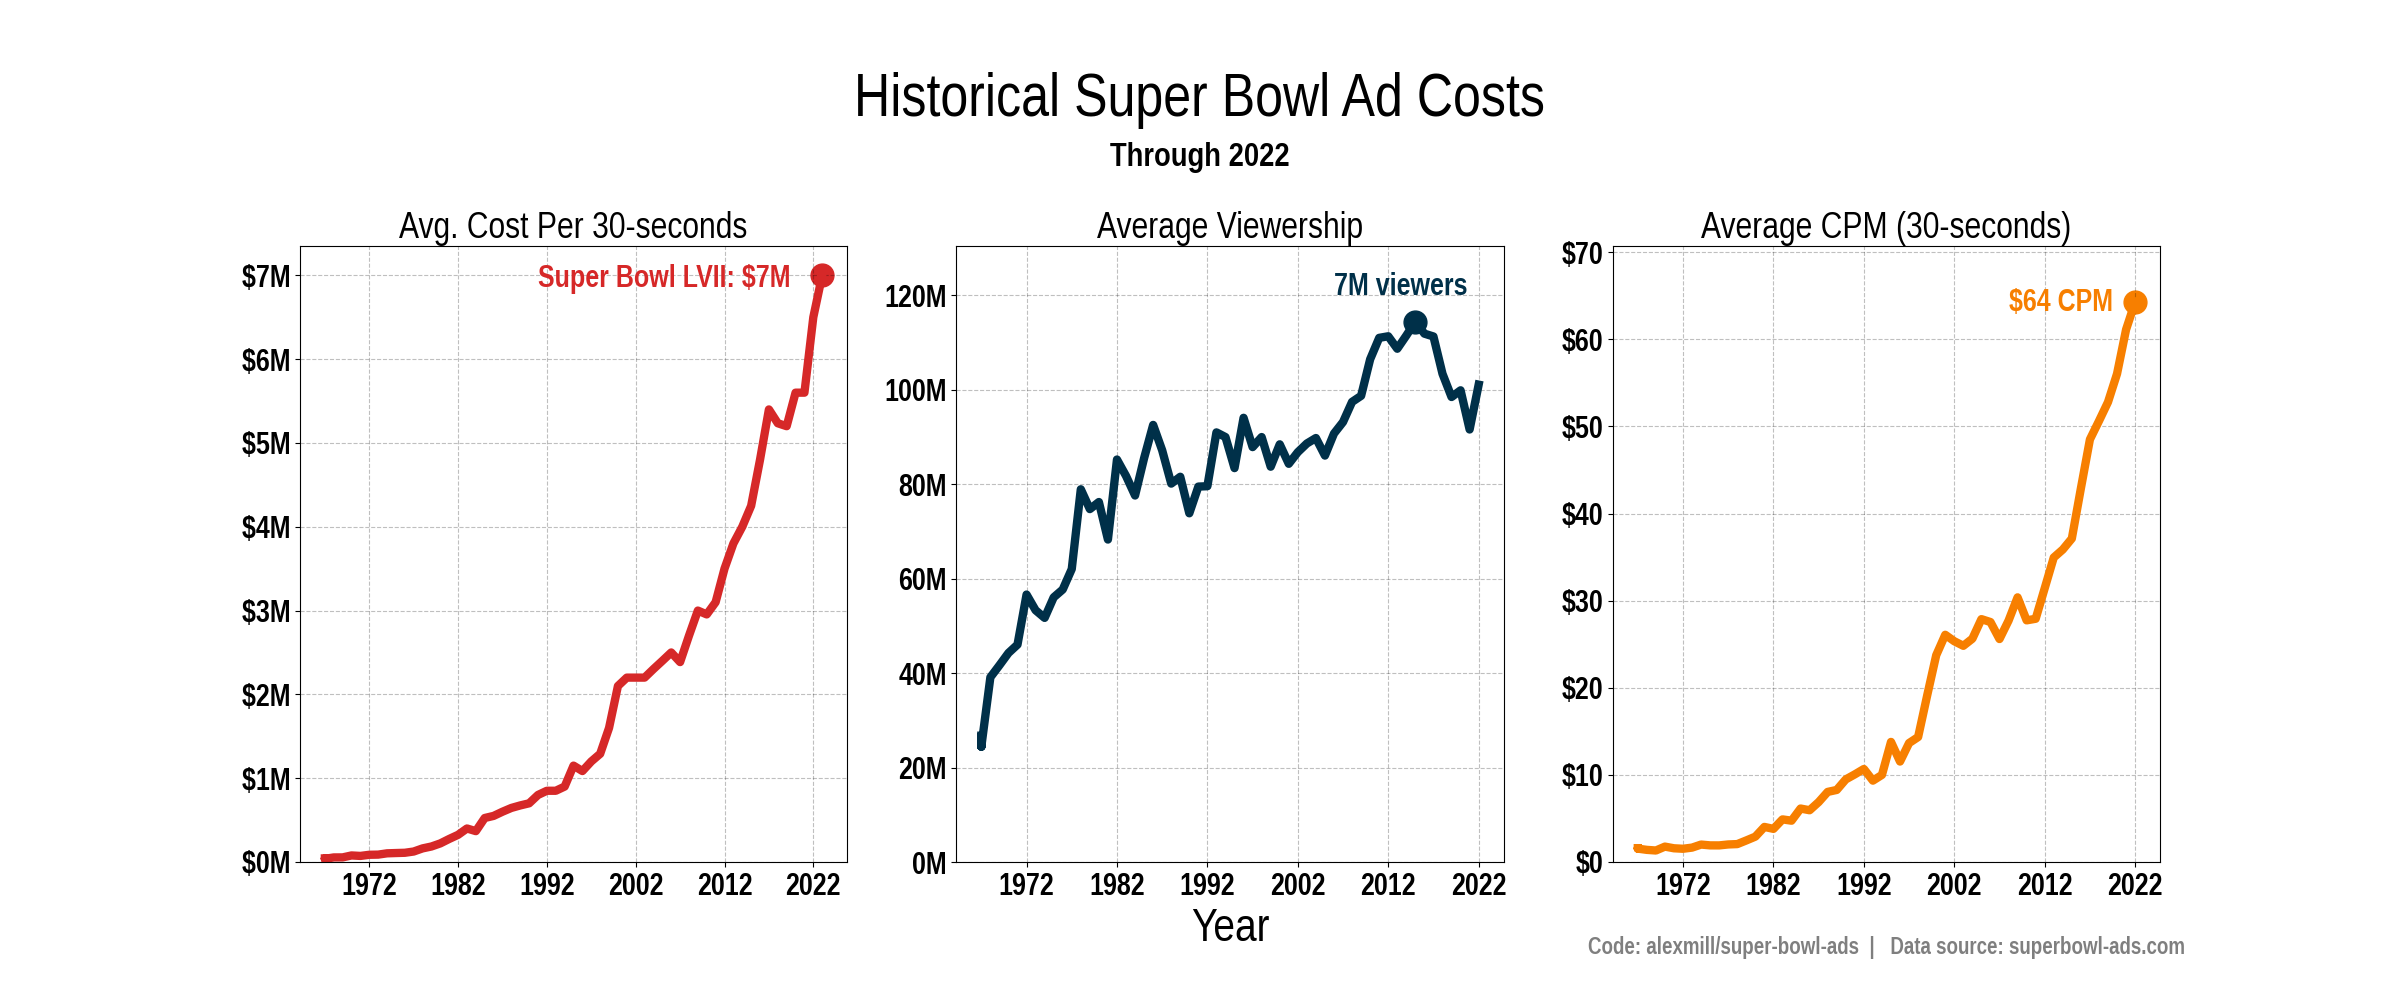 Historical Super Bowl Ad Costs
Through 2022
Avg. Cost Per 30-seconds
Super Bowl LVII: $7M
$7M
$6M
$5M
$4M
$3M
$2M
$1M
$0M
1972 1982 1992 2002 2012 2022
Average Viewership
7M viewers
120M
100M
80M
60M
40M
20M
0M
1972 1982 1992 2002 2012 2022
Year
Average CPM (30-seconds)
$64 CPM
$70
$60
$50
$40
$30
$20
$10
$0
1972 1982 1992 2002 2012 2022
Code: alexmill/super-bowl-ads | Data source: superbowl-ads.com